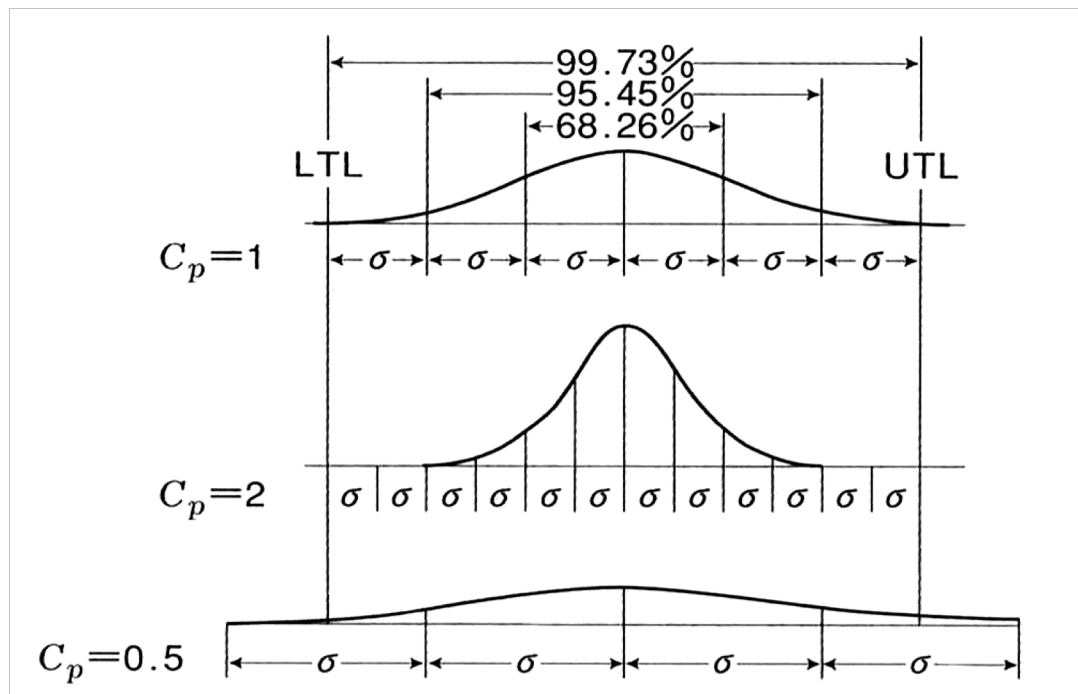 99.73%
95.45%
68.26%
LTL UTL
Cp=1 σ σ σ σ σ σ
Cp=2 σ σ σ σ σ σ σ σ σ σ σ σ
Cp=0.5 σ σ σ σ